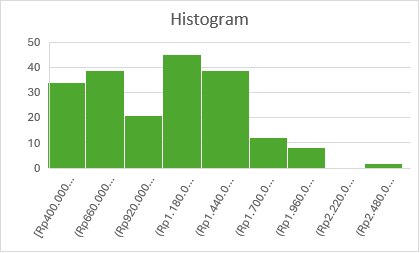 Histogram
50
40
30
20
10
0
[Rp400.000...
(Rp660.000...
(Rp920.000...
(Rp1.180.0...
(Rp1.440.0...
(Rp1.700.0...
(Rp1.960.0...
(Rp2.220.0...
(Rp2.480.0...